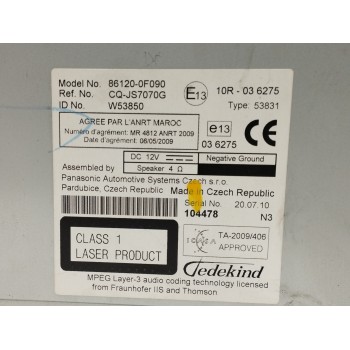 Model No. 86120-0F090
Ref. No. CQ-JS7070G
ID No W53850
E13 10R - 03 6275
Type: 53831
AGREE PAR L'ANRT MAROC
Numéro d'agrément: MR 4812 ANRT 2009
Date d'agrément: 06/05/2009
e13 CE
03 6275
DC 12V
Negative Ground
Assembled by Speaker 4 Ω
Panasonic Automotive Systems Czech s.r.o.
Pardubice, Czech Republic Made in Czech Republic
Serial No. 20.07.10
104478 N3
CLASS 1
LASER PRODUCT
ICASA
TA-2009/406
APPROVED
Dedekind
MPEG Layer-3 audio coding technology licensed
from Fraunhofer IIS and Thomson